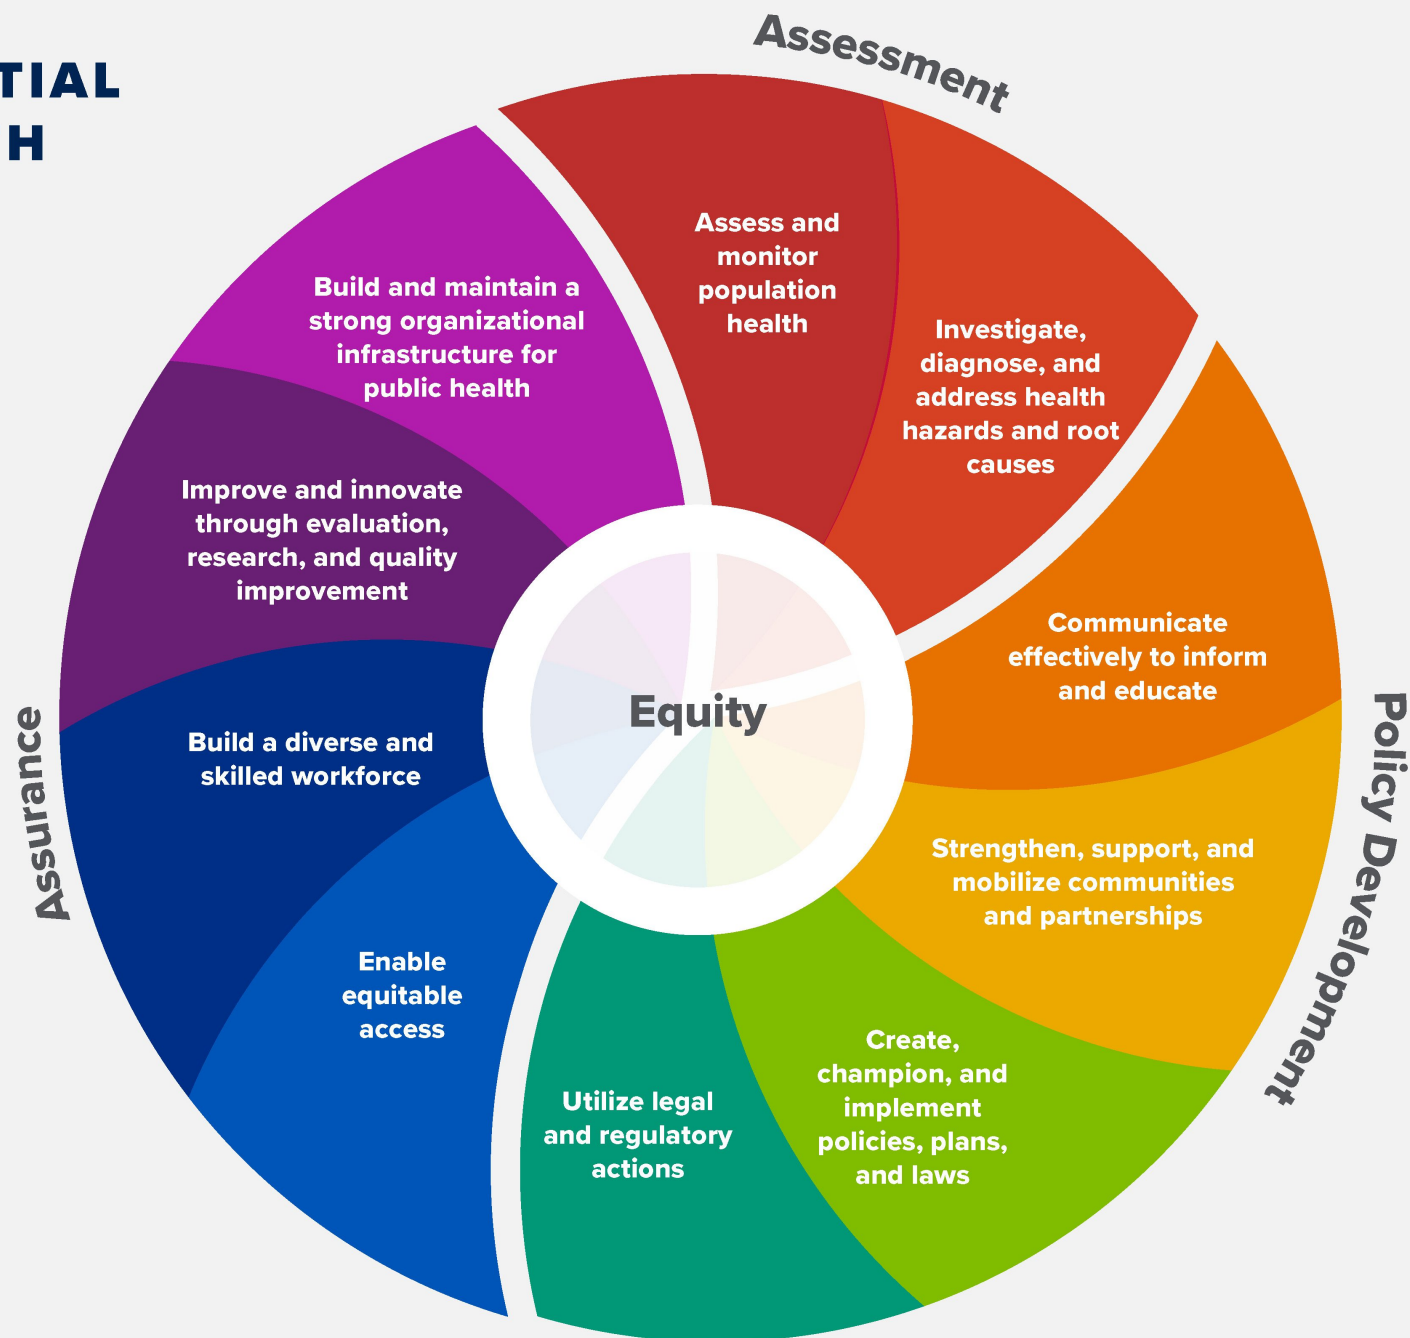 TIAL
H
Assessment
Assess and
monitor
population
health
Investigate,
diagnose, and
address health
hazards and root
causes
Policy Development
Communicate
effectively to inform
and educate
Strengthen, support, and
mobilize communities
and partnerships
Create,
champion, and
implement
policies, plans,
and laws
Utilize legal
and regulatory
actions
Assurance
Enable
equitable
access
Build a diverse and
skilled workforce
Improve and innovate
through evaluation,
research, and quality
improvement
Build and maintain a
strong organizational
infrastructure for
public health
Equity